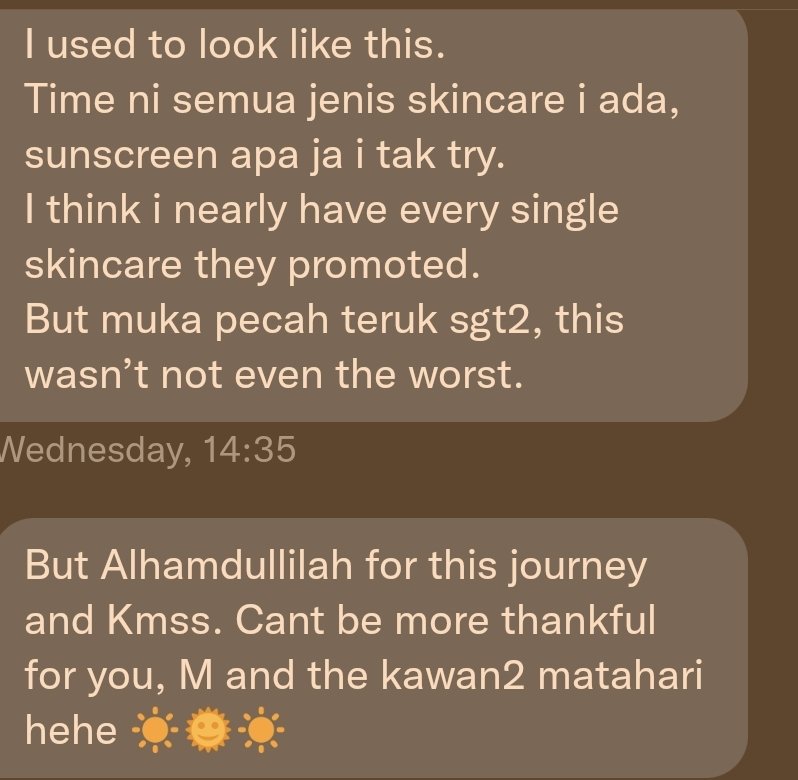 I used to look like this.
Time ni semua jenis skincare i ada,
sunscreen apa ja i tak try.
I think i nearly have every single
skincare they promoted.
But muka pecah teruk sgt2, this
wasn’t not even the worst.
Wednesday, 14:35
But Alhamdullilah for this journey
and Kmss. Cant be more thankful
for you, M and the kawan2 matahari
hehe ☀️🌞☀️